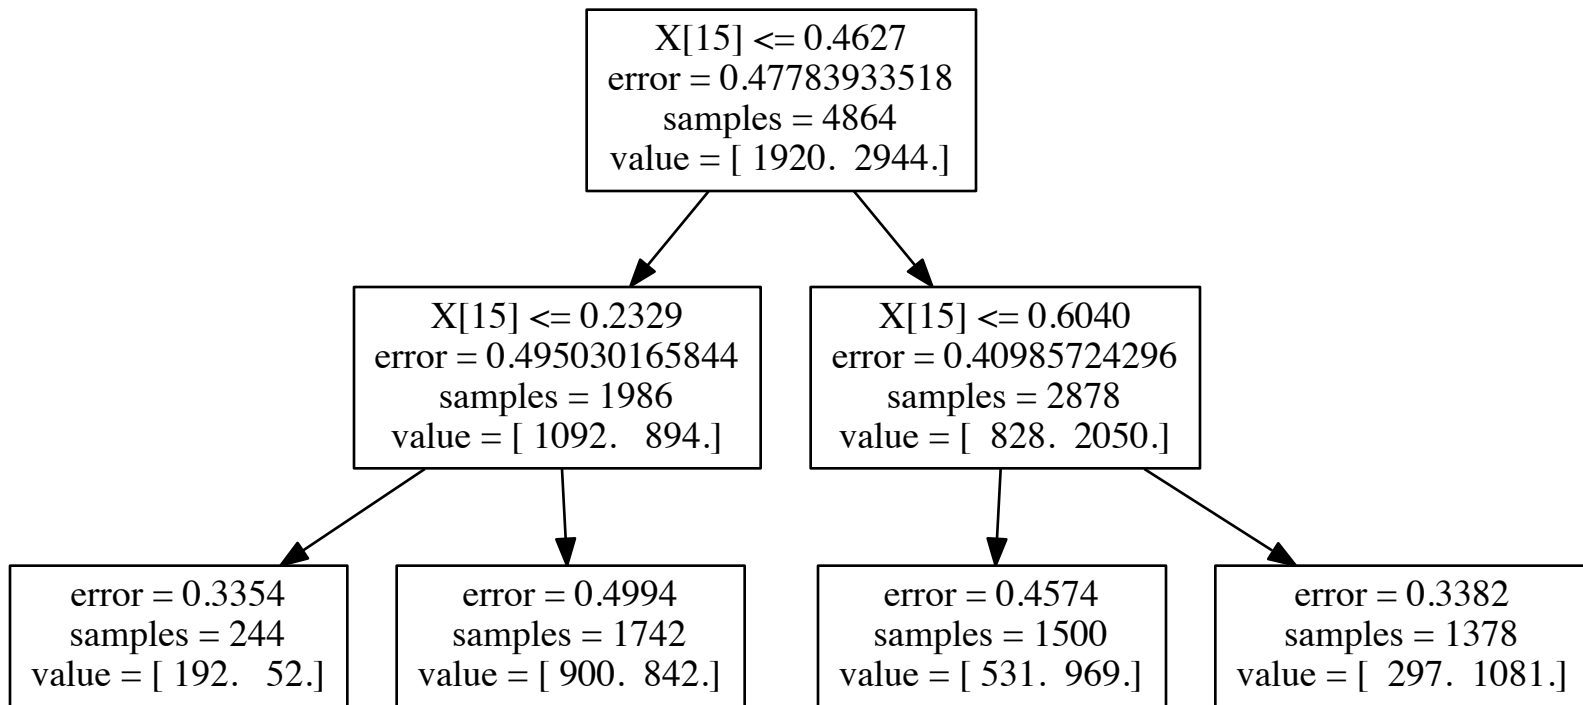 X[15] <= 0.4627
error = 0.47783933518
samples = 4864
value = [ 1920.  2944.]
X[15] <= 0.2329
error = 0.495030165844
samples = 1986
value = [ 1092.   894.]
X[15] <= 0.6040
error = 0.40985724296
samples = 2878
value = [  828.  2050.]
error = 0.3354
samples = 244
value = [ 192.   52.]
error = 0.4994
samples = 1742
value = [ 900.  842.]
error = 0.4574
samples = 1500
value = [ 531.  969.]
error = 0.3382
samples = 1378
value = [  297.  1081.]